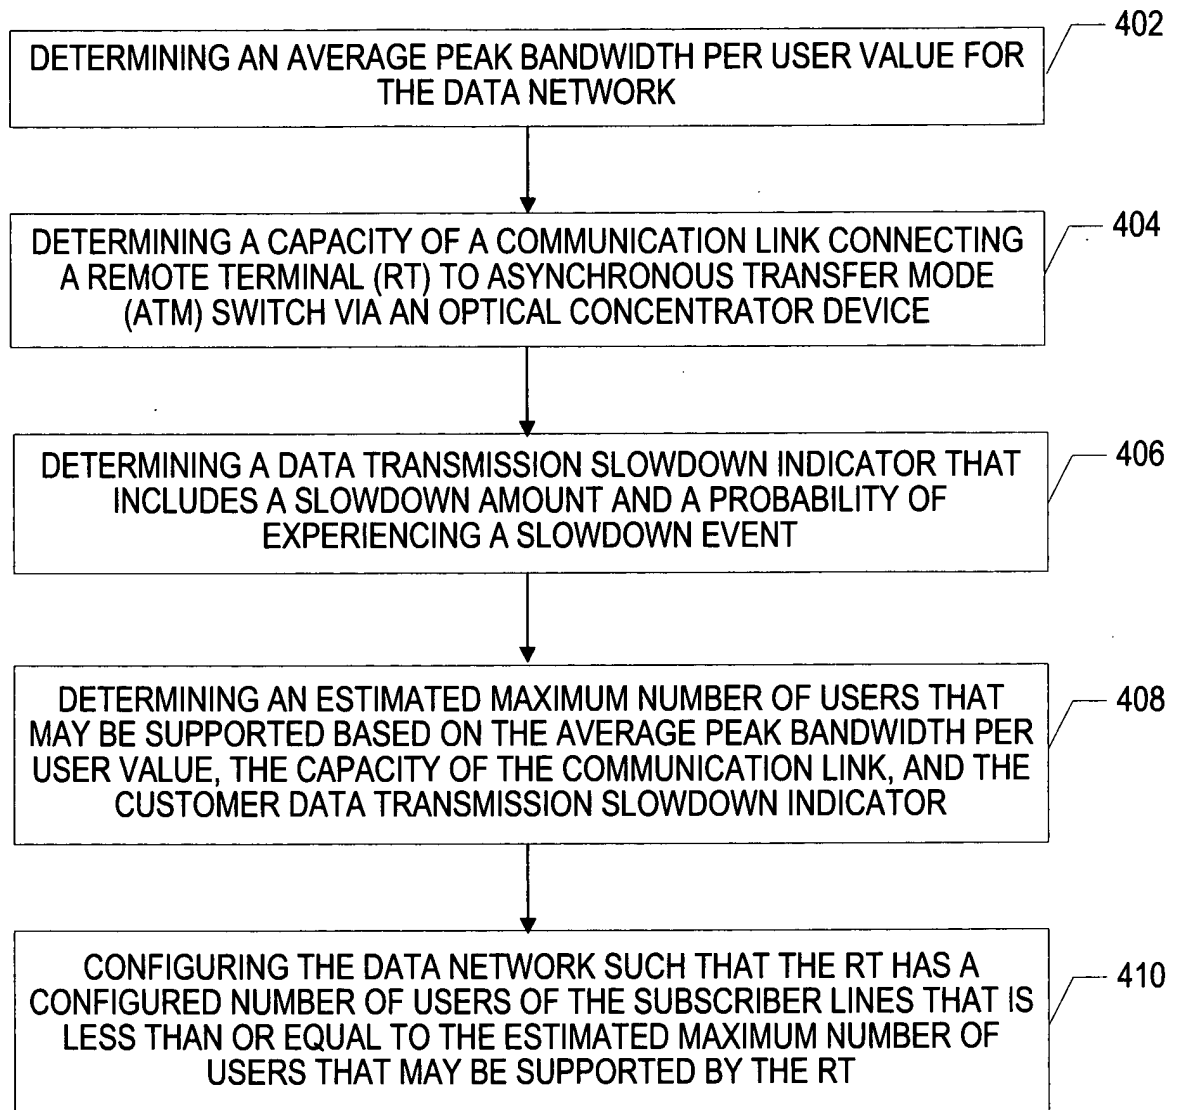 402
DETERMINING AN AVERAGE PEAK BANDWIDTH PER USER VALUE FOR
THE DATA NETWORK
404
DETERMINING A CAPACITY OF A COMMUNICATION LINK CONNECTING
A REMOTE TERMINAL (RT) TO ASYNCHRONOUS TRANSFER MODE
(ATM) SWITCH VIA AN OPTICAL CONCENTRATOR DEVICE
406
DETERMINING A DATA TRANSMISSION SLOWDOWN INDICATOR THAT
INCLUDES A SLOWDOWN AMOUNT AND A PROBABILITY OF
EXPERIENCING A SLOWDOWN EVENT
408
DETERMINING AN ESTIMATED MAXIMUM NUMBER OF USERS THAT
MAY BE SUPPORTED BASED ON THE AVERAGE PEAK BANDWIDTH PER
USER VALUE, THE CAPACITY OF THE COMMUNICATION LINK, AND THE
CUSTOMER DATA TRANSMISSION SLOWDOWN INDICATOR
410
CONFIGURING THE DATA NETWORK SUCH THAT THE RT HAS A
CONFIGURED NUMBER OF USERS OF THE SUBSCRIBER LINES THAT IS
LESS THAN OR EQUAL TO THE ESTIMATED MAXIMUM NUMBER OF
USERS THAT MAY BE SUPPORTED BY THE RT